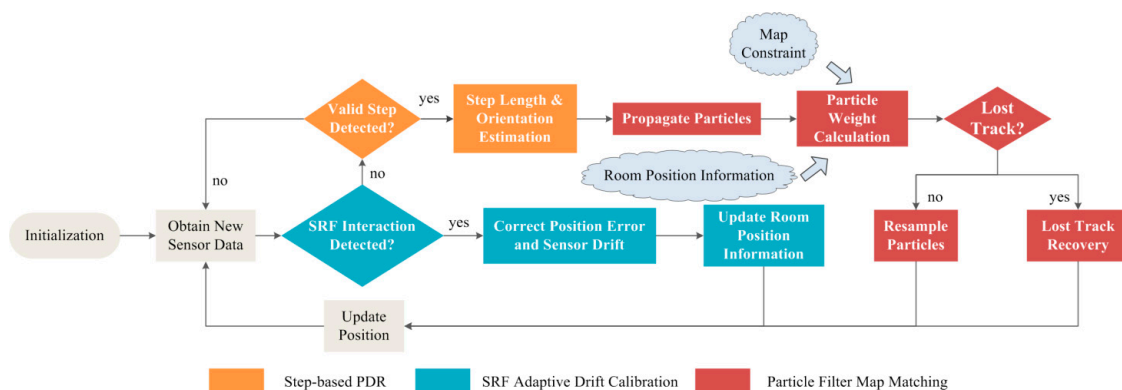 Map
Constraint
Valid Step
Detected?
yes
Step Length &
Orientation
Estimation
Propagate Particles
Particle
Weight
Calculation
Lost
Track?
no
no
Room Position Information
no
yes
Initialization
Obtain New
Sensor Data
SRF Interaction
Detected?
yes
Correct Position Error
and Sensor Drift
Update Room
Position
Information
Resample
Particles
Lost Track
Recovery
Update
Position
Step-based PDR
SRF Adaptive Drift Calibration
Particle Filter Map Matching